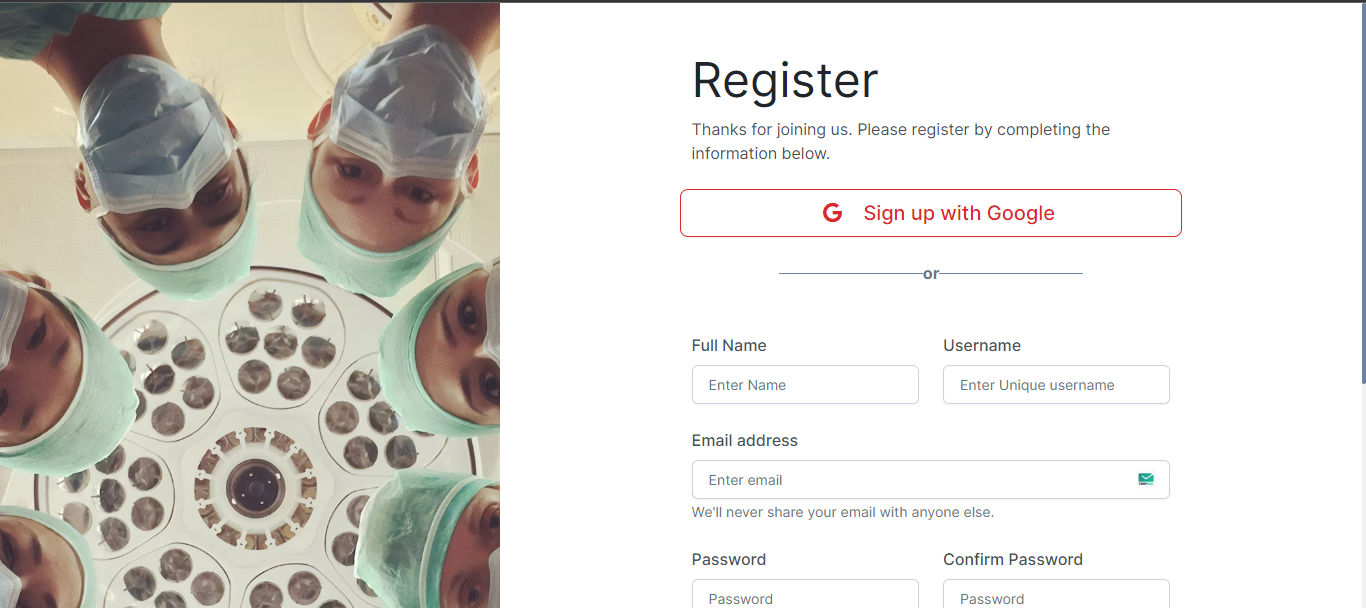 Register
Thanks for joining us. Please register by completing the
information below.
G Sign up with Google
or
Full Name
Username
Enter Name
Enter Unique username
Email address
Enter email
We'll never share your email with anyone else.
Password
Confirm Password
Password
Password